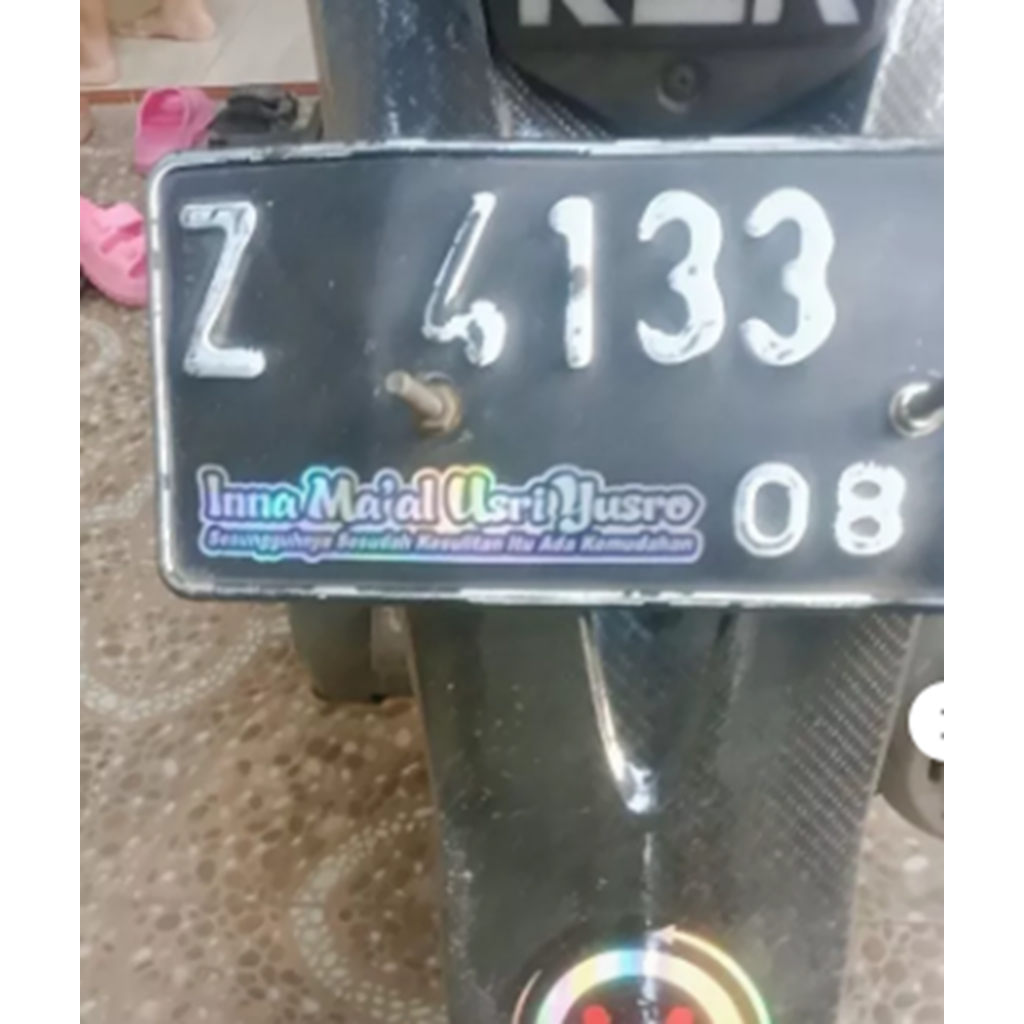 Z 4133
Inna Ma'al Usri Yusro
08
Sesungguhnya Sesudah Kesulitan Itu Ada Kemudahan